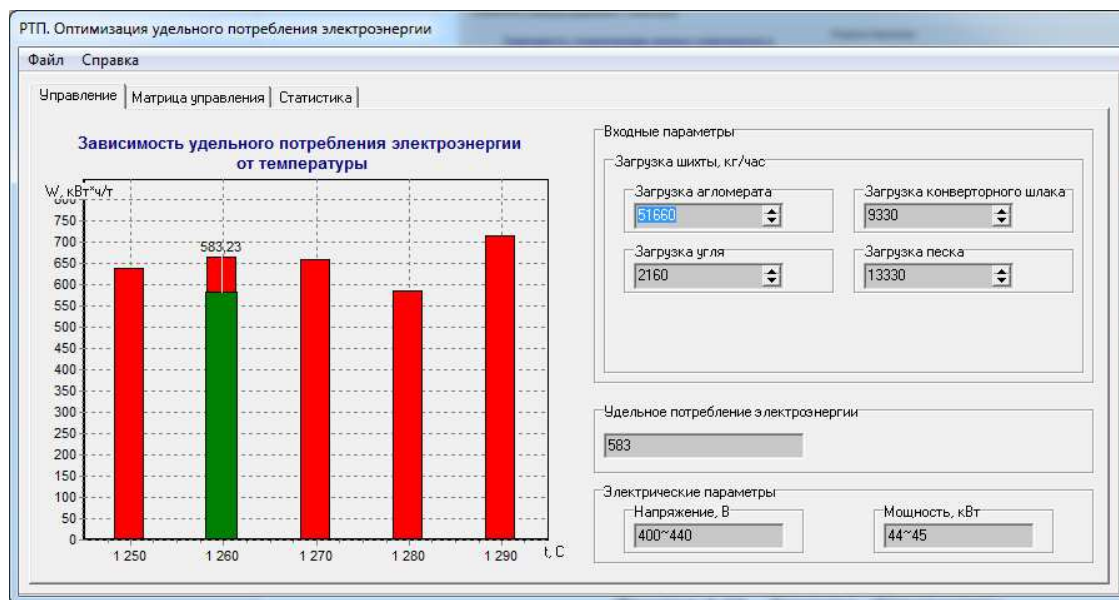 РТП. Оптимизация удельного потребления электроэнергии
Файл Справка
Управление Матрица управления Статистика
Зависимость удельного потребления электроэнергии
от температуры
W, кВт*ч/т
800
750
700
650
600
550
500
450
400
350
300
250
200
150
100
50
0
583,23
1 250 1 260 1 270 1 280 1 290 t, C
Входные параметры
Загрузка шихты, кг/час
Загрузка агломерата Загрузка конверторного шлака
51660 9330
Загрузка угля Загрузка песка
2160 13330
Удельное потребление электроэнергии
583
Электрические параметры
Напряжение, В Мощность, кВт
400~440 44~45